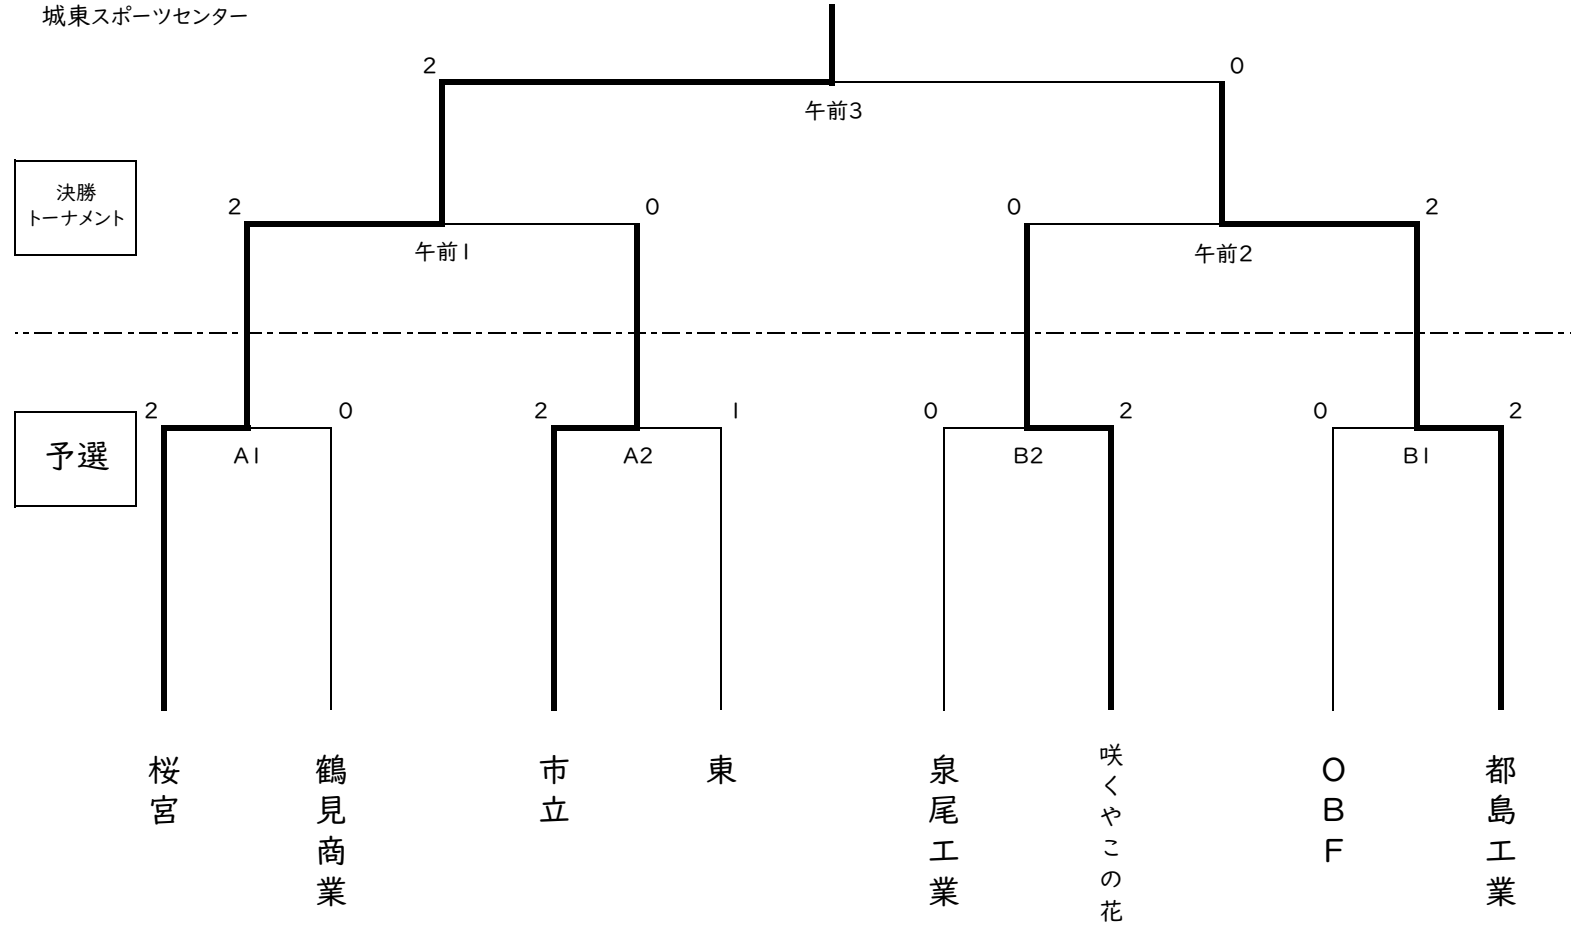 城東スポーツセンター
2
0
午前3
決勝
トーナメント
2
0
0
2
午前1
午前2
2
0
2
1
0
2
0
2
予選
A1
A2
B2
B1
桜宮
鶴見商業
市立
東
泉尾工業
咲くやこの花
OBF
都島工業